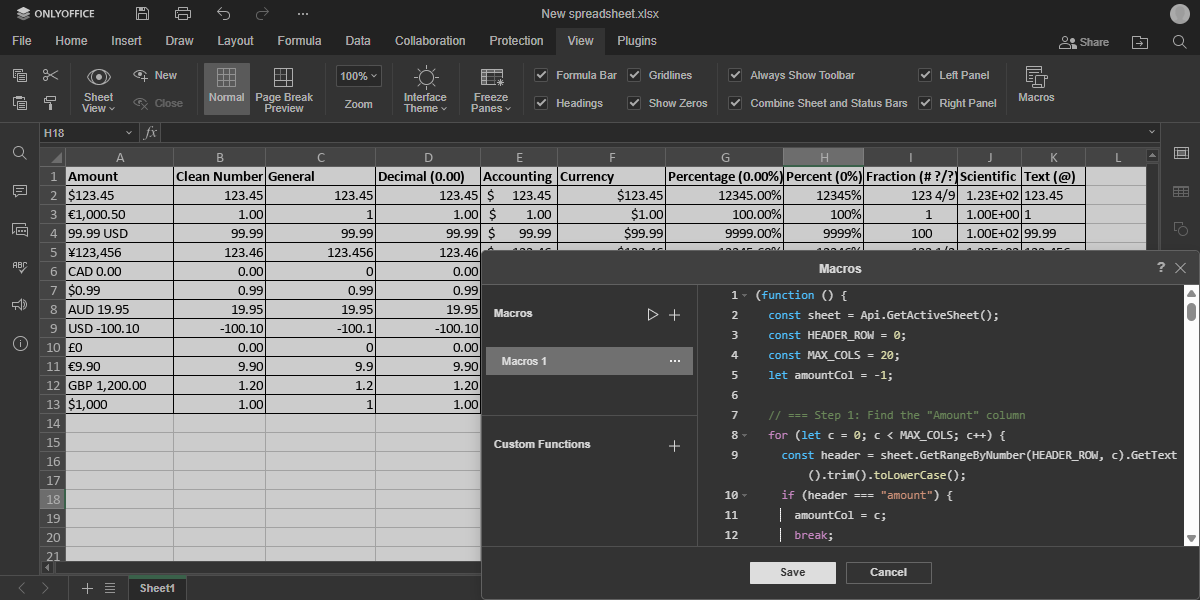 ONLYOFFICE
New spreadsheet.xlsx
File Home Insert Draw Layout Formula Data Collaboration Protection View Plugins Share
Sheet View New Close Normal Page Break Preview 100% Zoom Interface Theme Freeze Panes Formula Bar Headings Gridlines Show Zeros Always Show Toolbar Combine Sheet and Status Bars Left Panel Right Panel Macros
H18 fx
A B C D E F G H I J K L
1 Amount Clean Number General Decimal (0.00) Accounting Currency Percentage (0.00%) Percent (0%) Fraction (# ?/?) Scientific Text (@)
2 $123.45 123.45 123.45 123.45 $ 123.45 $123.45 12345.00% 12345% 123 4/9 1.23E+02 123.45
3 €1,000.50 1.00 1 1.00 $ 1.00 $1.00 100.00% 100% 1 1.00E+00 1
4 99.99 USD 99.99 99.99 99.99 $ 99.99 $99.99 9999.00% 9999% 100 1.00E+02 99.99
5 ¥123,456 123.46 123.456 123.46
6 CAD 0.00 0.00 0 0.00
7 $0.99 0.99 0.99 0.99
8 AUD 19.95 19.95 19.95 19.95
9 USD -100.10 -100.10 -100.1 -100.10
10 £0 0.00 0 0.00
11 €9.90 9.90 9.9 9.90
12 GBP 1,200.00 1.20 1.2 1.20
13 $1,000 1.00 1 1.00
14
15
16
17
18
19
20
21
Sheet1
Macros ?
Macros
Macros 1 ...
Custom Functions
1 (function () {
2 const sheet = Api.GetActiveSheet();
3 const HEADER_ROW = 0;
4 const MAX_COLS = 20;
5 let amountCol = -1;
6
7 // === Step 1: Find the "Amount" column
8 for (let c = 0; c < MAX_COLS; c++) {
9 const header = sheet.GetRangeByNumber(HEADER_ROW, c).GetText
().trim().toLowerCase();
10 if (header === "amount") {
11 amountCol = c;
12 break;
Save Cancel
ABC